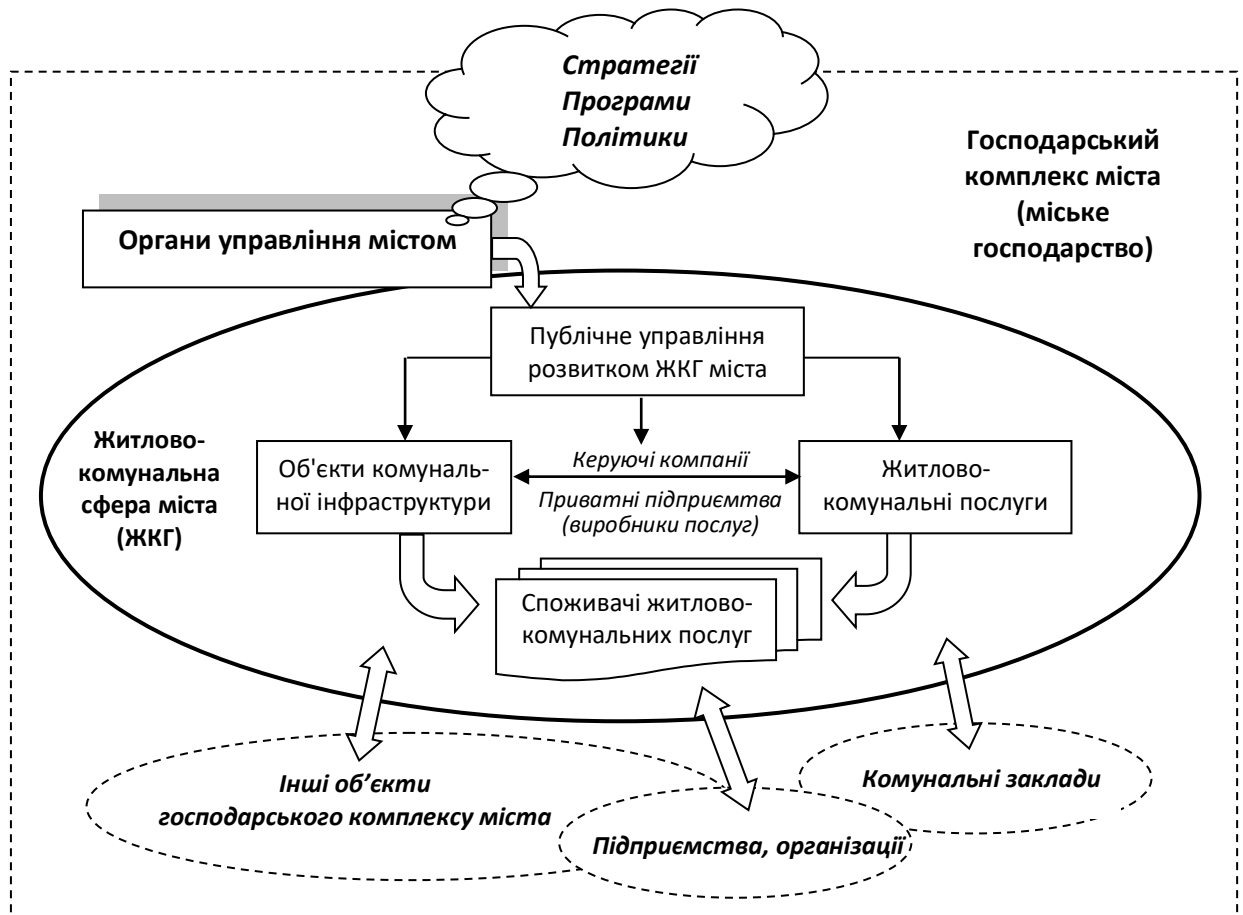 Стратегії
Програми
Політики
Господарський
комплекс міста
(міське
господарство)
Органи управління містом
Публічне управління
розвитком ЖКГ міста
Житлово-
комунальна
сфера міста
(ЖКГ)
Об'єкти комуналь-
ної інфраструктури
Керуючі компанії
Приватні підприємтва
(виробники послуг)
Житлово-
комунальні послуги
Споживачі житлово-
комунальних послуг
Інші об’єкти
господарського комплексу міста
Підприємства, організації
Комунальні заклади